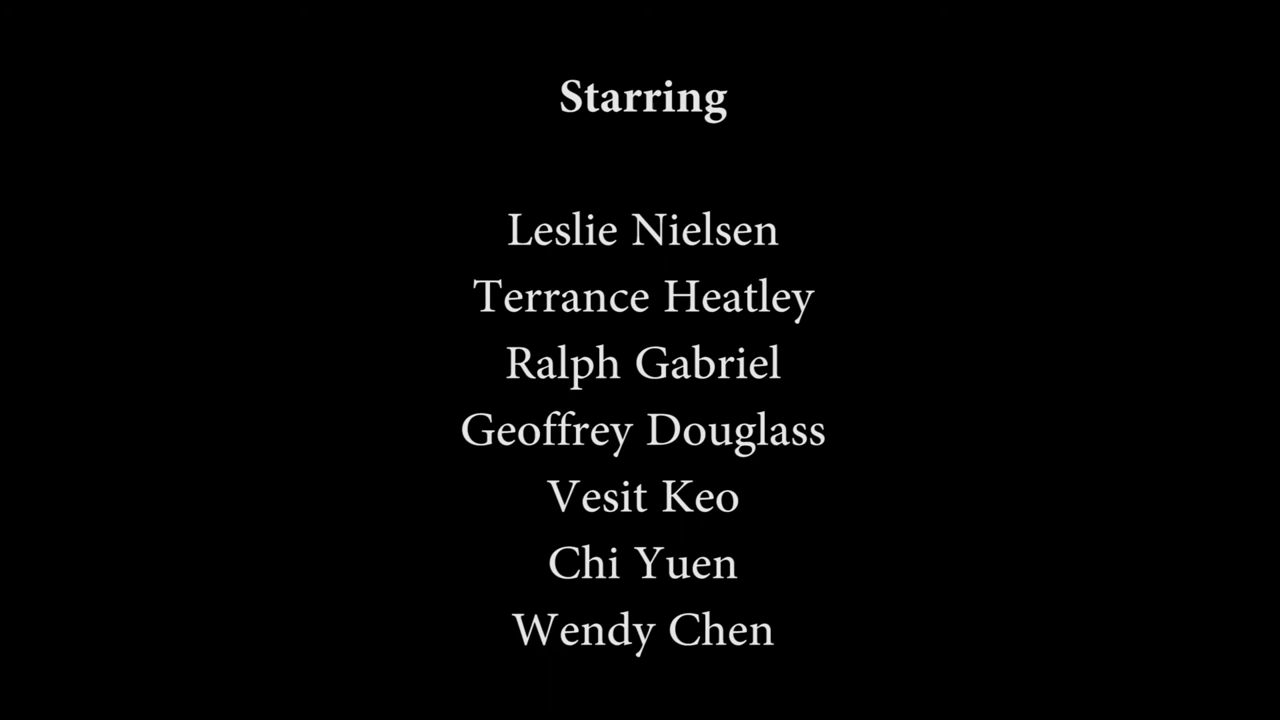 Starring
Leslie Nielsen
Terrance Heatley
Ralph Gabriel
Geoffrey Douglass
Vesit Keo
Chi Yuen
Wendy Chen